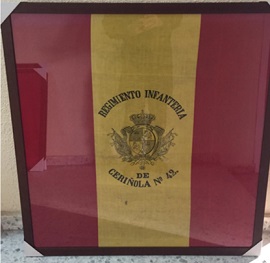 REGIMIENTO INFANTERIA
DE
CERIÑOLA Nº 42.